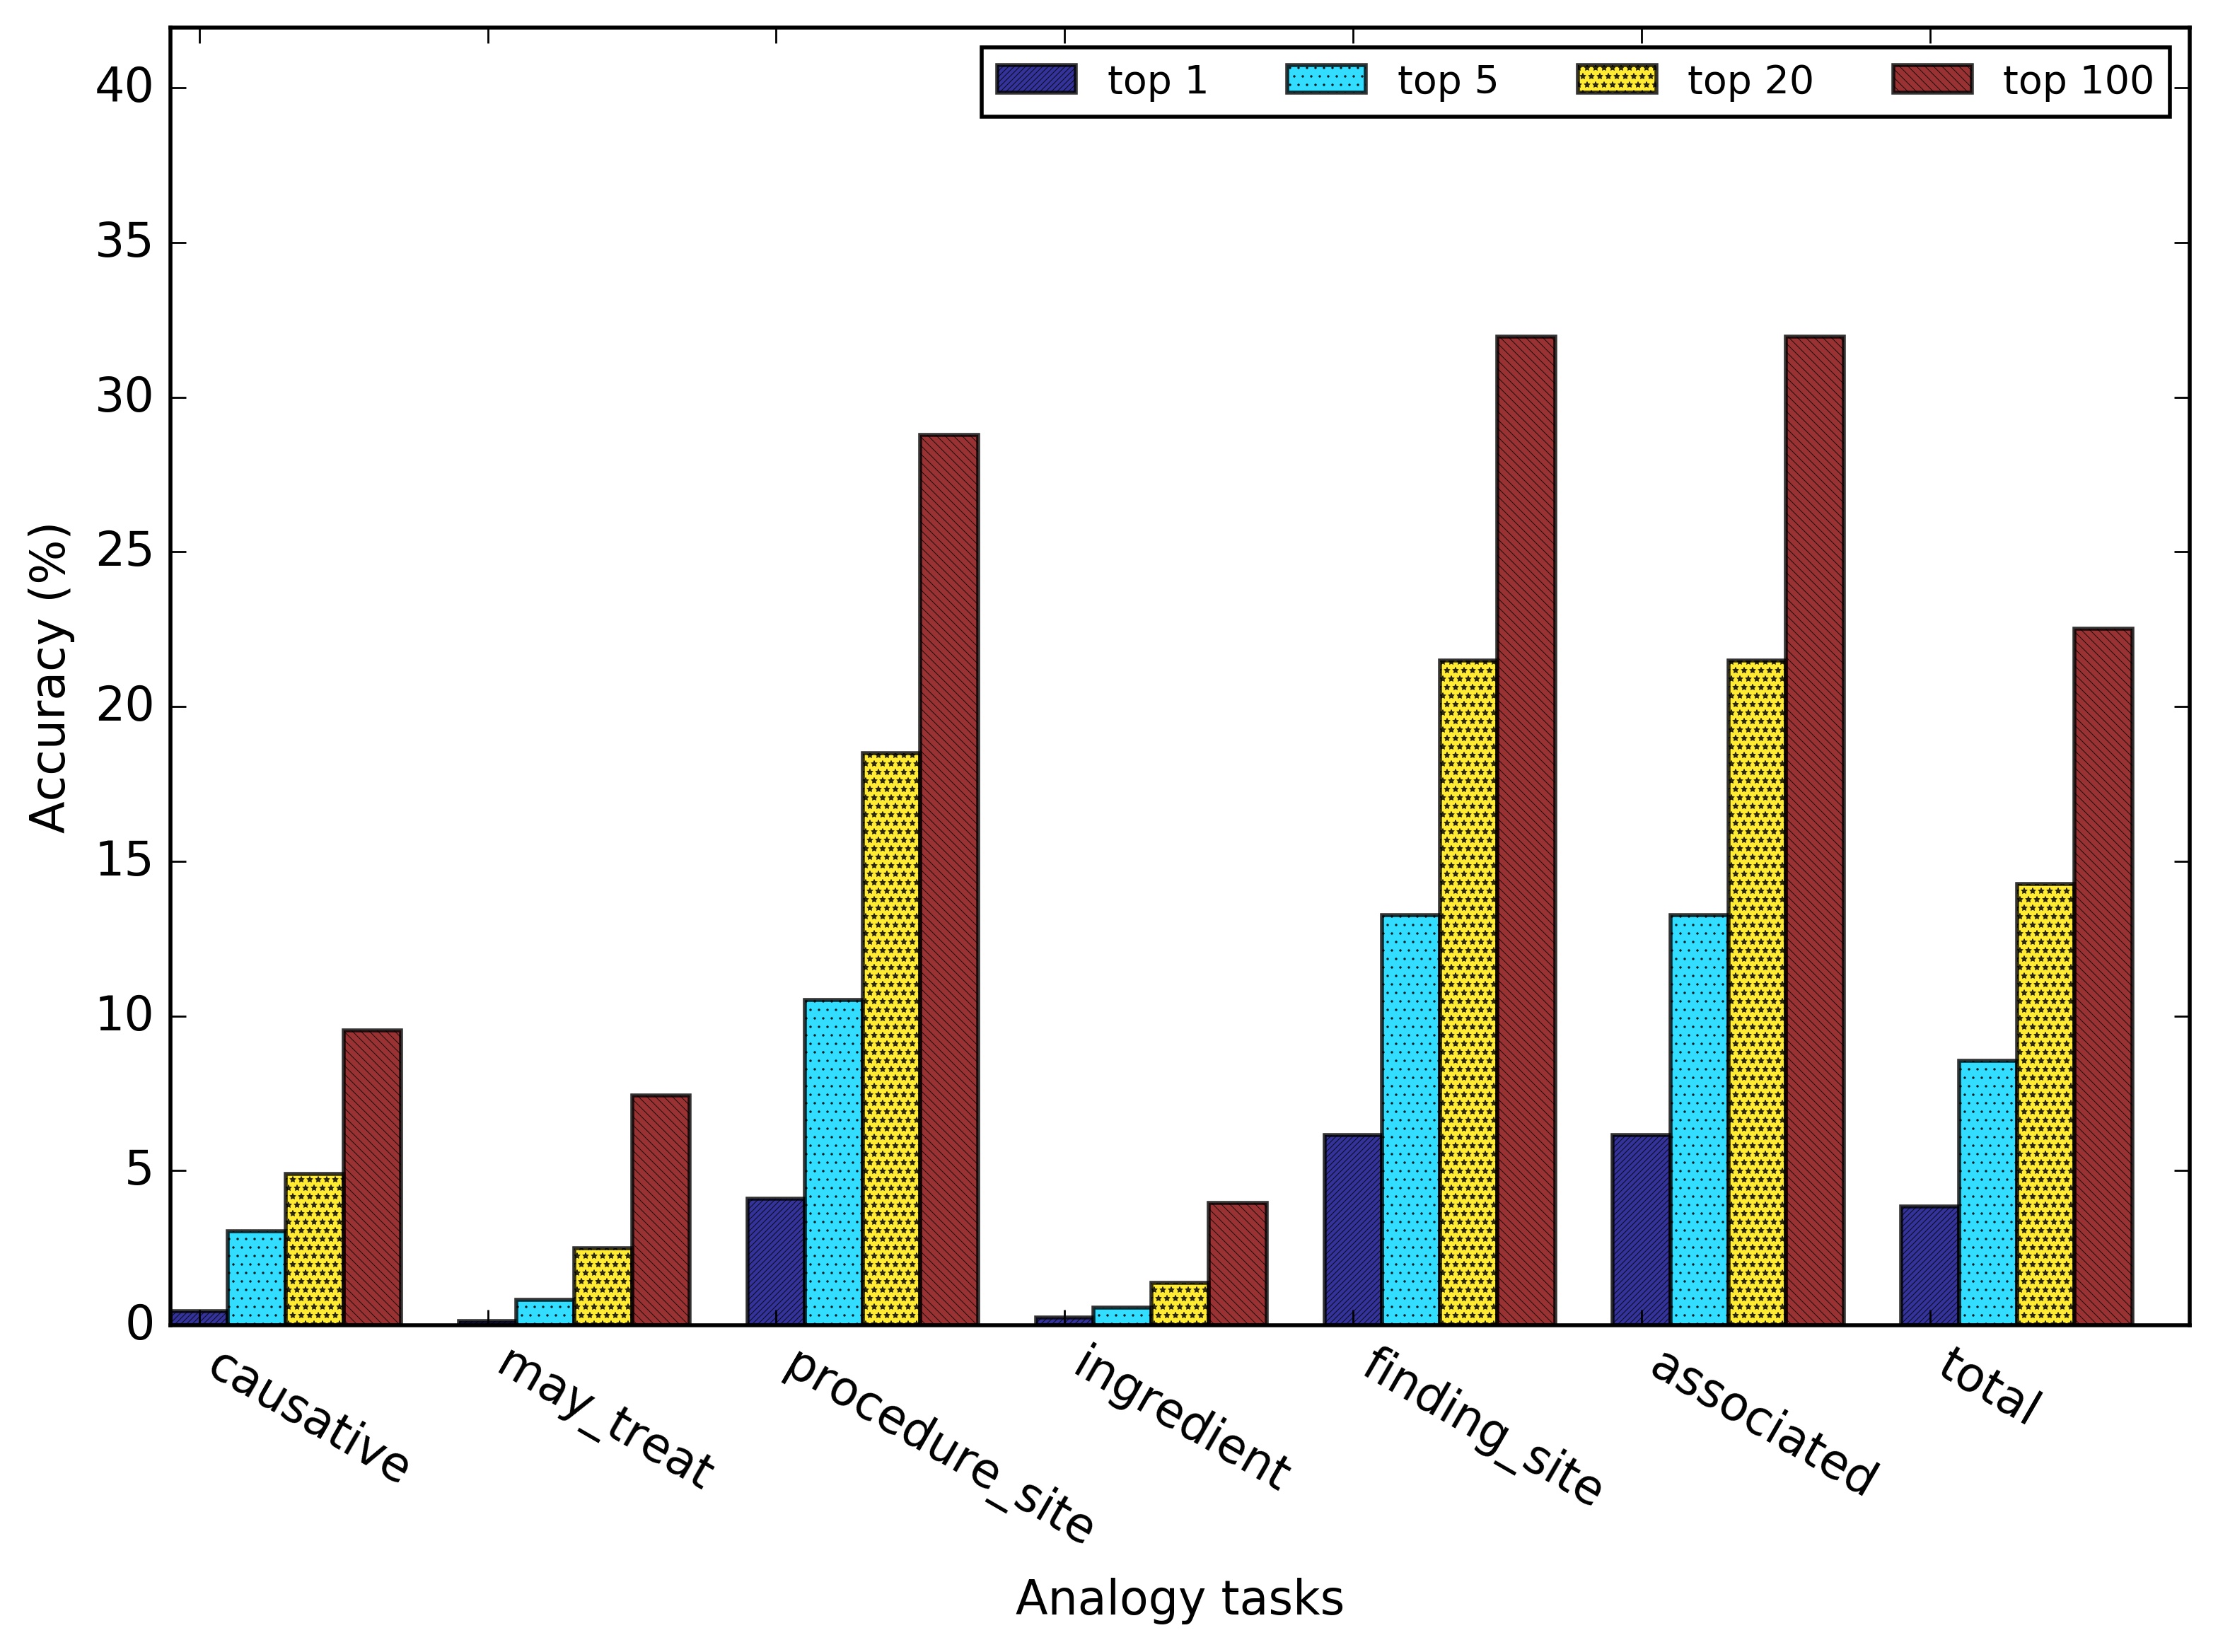 top 1 top 5 top 20 top 100
40
35
30
25
20
15
10
5
0
Accuracy (%)
causative may_treat procedure_site ingredient finding_site associated total
Analogy tasks